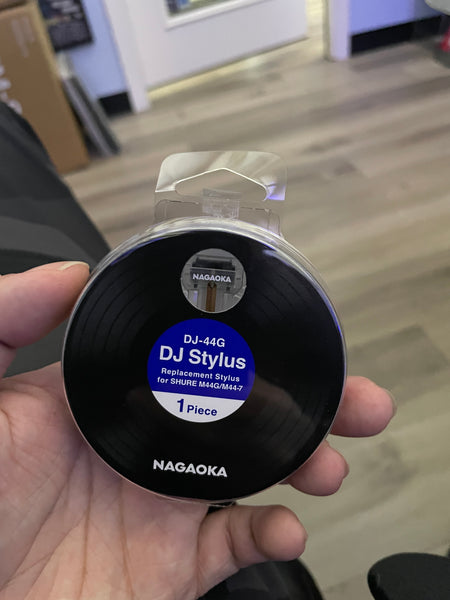 NAGAOKA
DJ-44G
DJ Stylus
Replacement Stylus
for SHURE M44G/M44-7
1 Piece
NAGAOKA